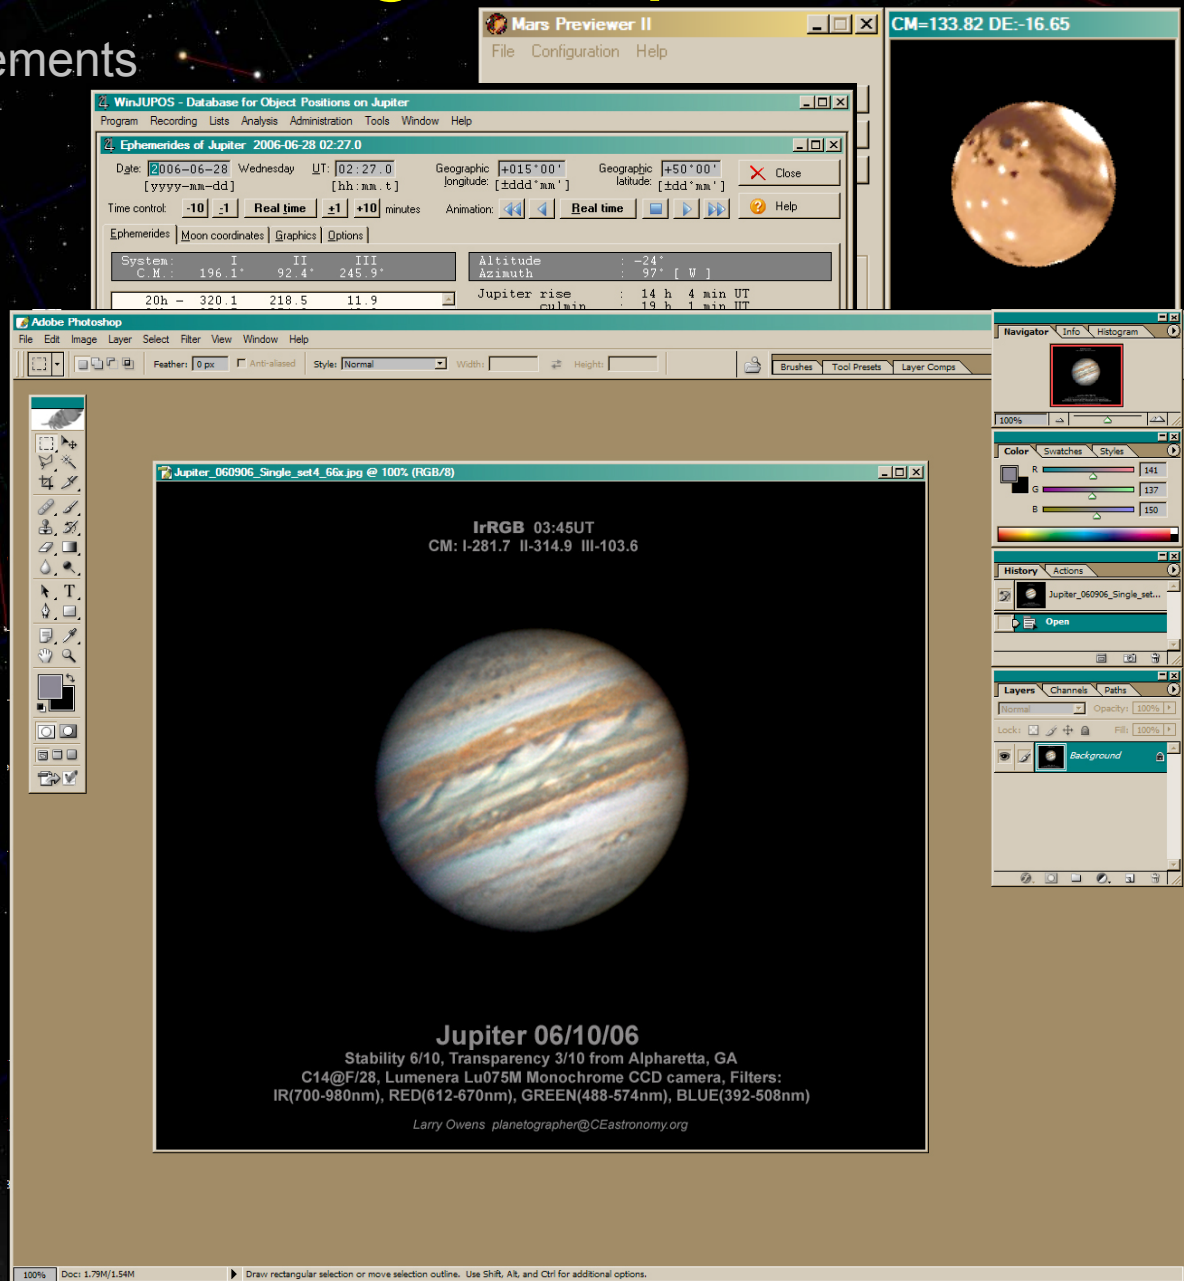 ements
Mars Previewer II
File Configuration Help
CM=133.82 DE:-16.65
WinJUPOS - Database for Object Positions on Jupiter
Program Recording Lists Analysis Administration Tools Window Help
Ephemerides of Jupiter 2006-06-28 02:27.0
Date: 2006-06-28 Wednesday UT: 02:27.0 Geographic longitude: +015°00' Geographic latitude: +50°00' Close
[yyyy-mm-dd] [hh:mm.t] [±ddd°mm'] [±dd°mm']
Time control: -10 -1 Real time +1 +10 minutes Animation: Real time Help
Ephemerides Moon coordinates Graphics Options
System: I II III
C.M.: 196.1° 92.4° 245.9°
Altitude : -24°
Azimuth : 97° [ W ]
20h - 320.1 218.5 11.9
Jupiter rise : 14 h 4 min UT
culmin : 19 h 1 min UT
Adobe Photoshop
File Edit Image Layer Select Filter View Window Help
Feather: 0 px Anti-aliased Style: Normal Width: Height: Brushes Tool Presets Layer Comps
Navigator Info Histogram
100%
Color Swatches Styles
R 141
G 137
B 150
History Actions
Jupiter_060906_Single_set...
Open
Layers Channels Paths
Normal Opacity: 100%
Lock: Fill: 100%
Background
Jupiter_060906_Single_set4_66x.jpg @ 100% (RGB/8)
IrRGB 03:45UT
CM: I-281.7 II-314.9 III-103.6
Jupiter 06/10/06
Stability 6/10, Transparency 3/10 from Alpharetta, GA
C14@F/28, Lumenera Lu075M Monochrome CCD camera, Filters:
IR(700-980nm), RED(612-670nm), GREEN(488-574nm), BLUE(392-508nm)
Larry Owens planetographer@CEastronomy.org
100% Doc: 1.79M/1.54M Draw rectangular selection or move selection outline. Use Shift, Alt, and Ctrl for additional options.